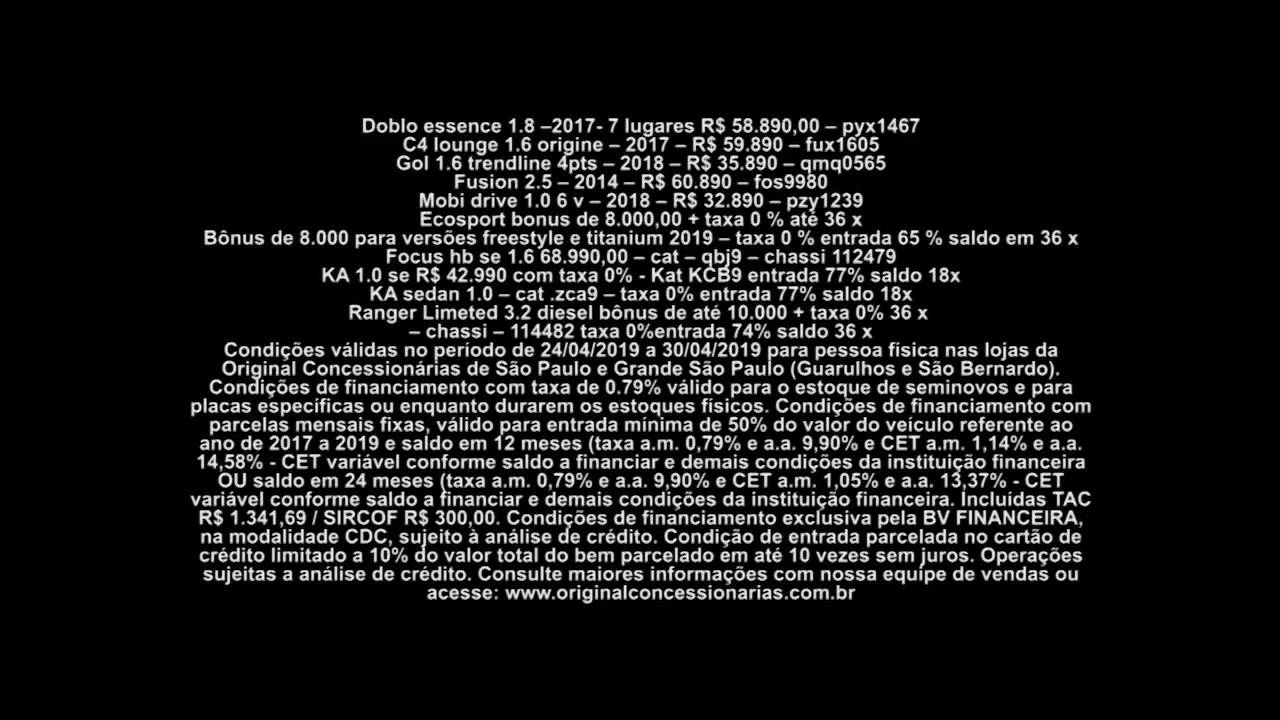 Doblo essence 1.8 –2017- 7 lugares R$ 58.890,00 – pyx1467
C4 lounge 1.6 origine – 2017 – R$ 59.890 – fux1605
Gol 1.6 trendline 4pts – 2018 – R$ 35.890 – qmq0565
Fusion 2.5 – 2014 – R$ 60.890 – fos9980
Mobi drive 1.0 6 v – 2018 – R$ 32.890 – pzy1239
Ecosport bonus de 8.000,00 + taxa 0 % até 36 x
Bônus de 8.000 para versões freestyle e titanium 2019 – taxa 0 % entrada 65 % saldo em 36 x
Focus hb se 1.6 68.990,00 – cat – qbj9 – chassi 112479
KA 1.0 se R$ 42.990 com taxa 0% - Kat KCB9 entrada 77% saldo 18x
KA sedan 1.0 – cat .zca9 – taxa 0% entrada 77% saldo 18x
Ranger Limeted 3.2 diesel bônus de até 10.000 + taxa 0% 36 x
– chassi – 114482 taxa 0%entrada 74% saldo 36 x
Condições válidas no período de 24/04/2019 a 30/04/2019 para pessoa física nas lojas da
Original Concessionárias de São Paulo e Grande São Paulo (Guarulhos e São Bernardo).
Condições de financiamento com taxa de 0.79% válido para o estoque de seminovos e para
placas específicas ou enquanto durarem os estoques físicos. Condições de financiamento com
parcelas mensais fixas, válido para entrada mínima de 50% do valor do veículo referente ao
ano de 2017 a 2019 e saldo em 12 meses (taxa a.m. 0,79% e a.a. 9,90% e CET a.m. 1,14% e a.a.
14,58% - CET variável conforme saldo a financiar e demais condições da instituição financeira
OU saldo em 24 meses (taxa a.m. 0,79% e a.a. 9,90% e CET a.m. 1,05% e a.a. 13,37% - CET
variável conforme saldo a financiar e demais condições da instituição financeira. Incluídas TAC
R$ 1.341,69 / SIRCOF R$ 300,00. Condições de financiamento exclusiva pela BV FINANCEIRA,
na modalidade CDC, sujeito à análise de crédito. Condição de entrada parcelada no cartão de
crédito limitado a 10% do valor total do bem parcelado em até 10 vezes sem juros. Operações
sujeitas a análise de crédito. Consulte maiores informações com nossa equipe de vendas ou
acesse: www.originalconcessionarias.com.br